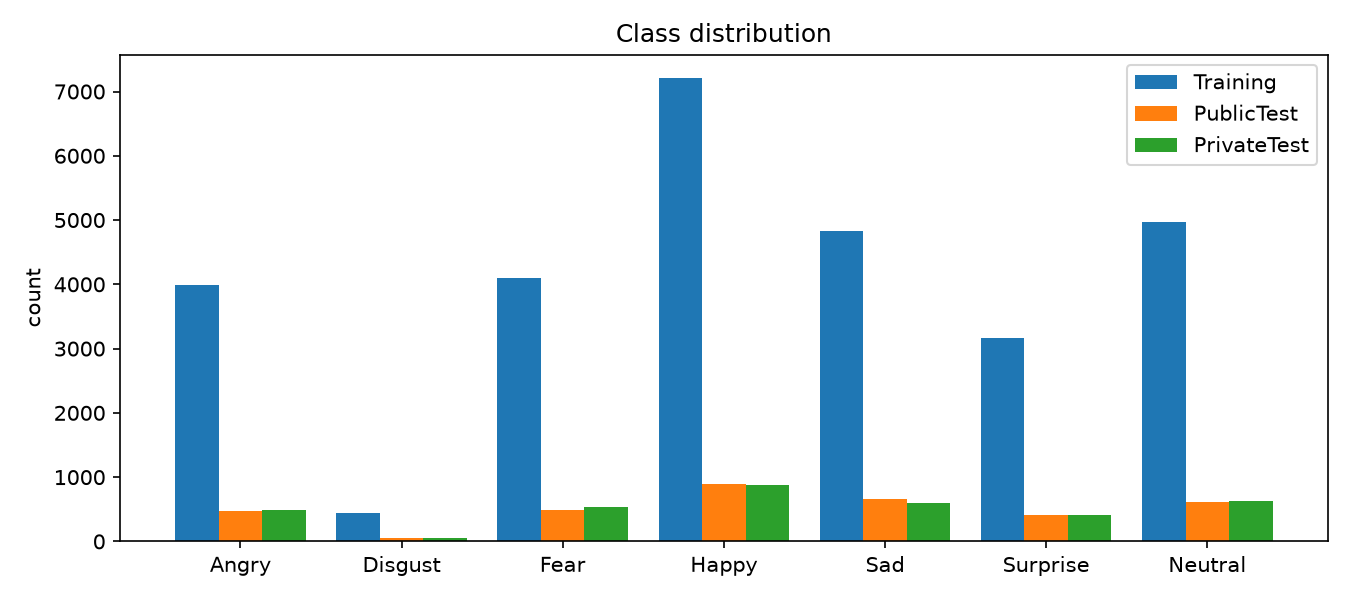 Class distribution
Training
PublicTest
PrivateTest
7000
6000
5000
4000
3000
2000
1000
0
count
Angry Disgust Fear Happy Sad Surprise Neutral